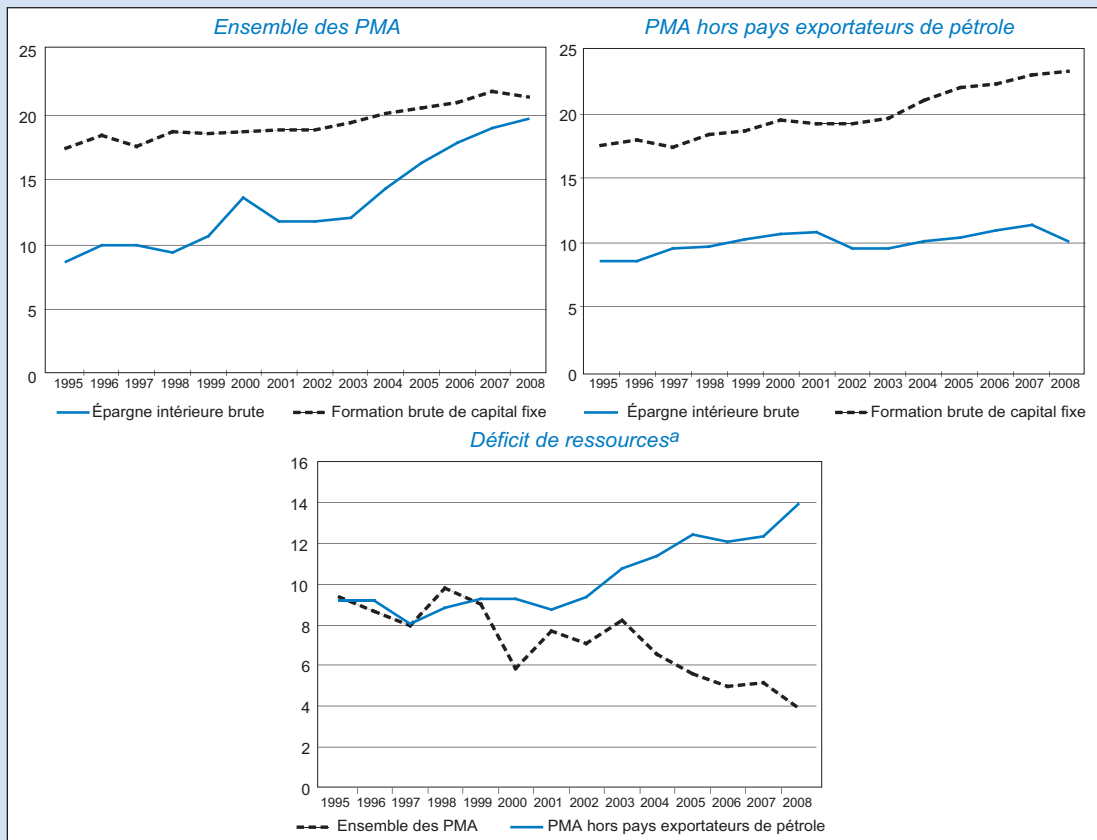 Ensemble des PMA
25
20
15
10
5
0
1995 1996 1997 1998 1999 2000 2001 2002 2003 2004 2005 2006 2007 2008
Épargne intérieure brute Formation brute de capital fixe
PMA hors pays exportateurs de pétrole
25
20
15
10
5
0
1995 1996 1997 1998 1999 2000 2001 2002 2003 2004 2005 2006 2007 2008
Épargne intérieure brute Formation brute de capital fixe
Déficit de ressourcesa
16
14
12
10
8
6
4
2
0
1995 1996 1997 1998 1999 2000 2001 2002 2003 2004 2005 2006 2007 2008
Ensemble des PMA PMA hors pays exportateurs de pétrole